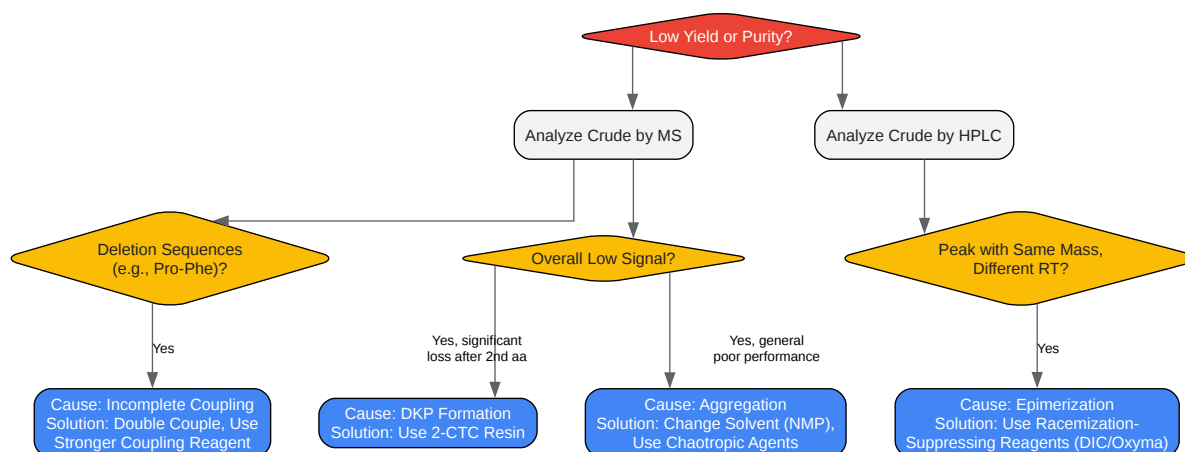 Low Yield or Purity?
Analyze Crude by MS
Analyze Crude by HPLC
Deletion Sequences
(e.g., Pro-Phe)?
Overall Low Signal?
Peak with Same Mass,
Different RT?
Yes
Yes, significant
loss after 2nd aa
Yes, general
poor performance
Yes
Cause: Incomplete Coupling
Solution: Double Couple, Use
Stronger Coupling Reagent
Cause: DKP Formation
Solution: Use 2-CTC Resin
Cause: Aggregation
Solution: Change Solvent (NMP),
Use Chaotropic Agents
Cause: Epimerization
Solution: Use Racemization-
Suppressing Reagents (DIC/Oxyma)